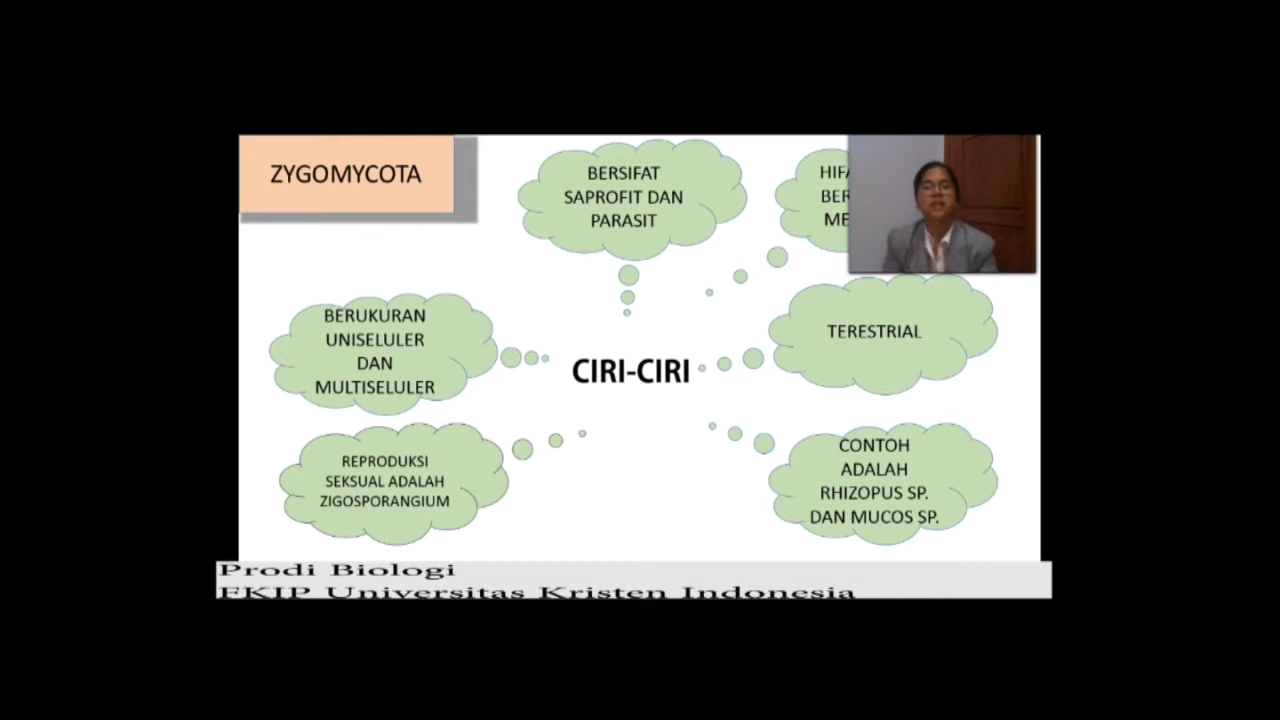 ZYGOMYCOTA
BERSIFAT
SAPROFIT DAN
PARASIT
BERUKURAN
UNISELULER
DAN
MULTISELULER
CIRI-CIRI
TERESTRIAL
REPRODUKSI
SEKSUAL ADALAH
ZIGOSPORANGIUM
CONTOH
ADALAH
RHIZOPUS SP.
DAN MUCOS SP.
Prodi Biologi
FKIP Universitas Kristen Indonesia